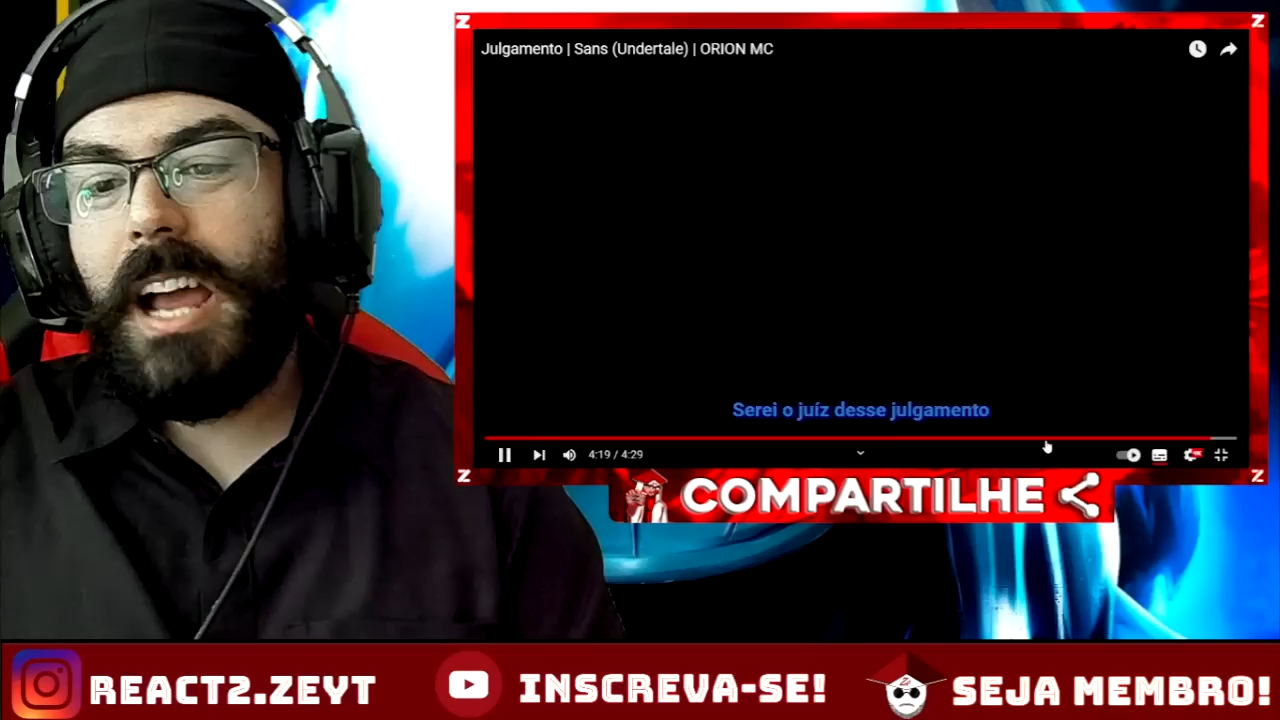 Julgamento | Sans (Undertale) | ORION MC
Serei o juíz desse julgamento
4:19 / 4:29
COMPARTILHE
REACT2.ZEYT
INSCREVA-SE!
SEJA MEMBRO!